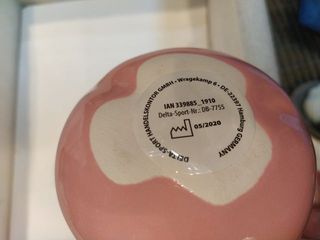 DELTA-SPORT HANDELSKONTOR GMBH • Wragekamp 6 • DE-22397 Hamburg GERMANY
IAN 339885_1910
Delta-Sport-Nr.: DB-7755
05/2020